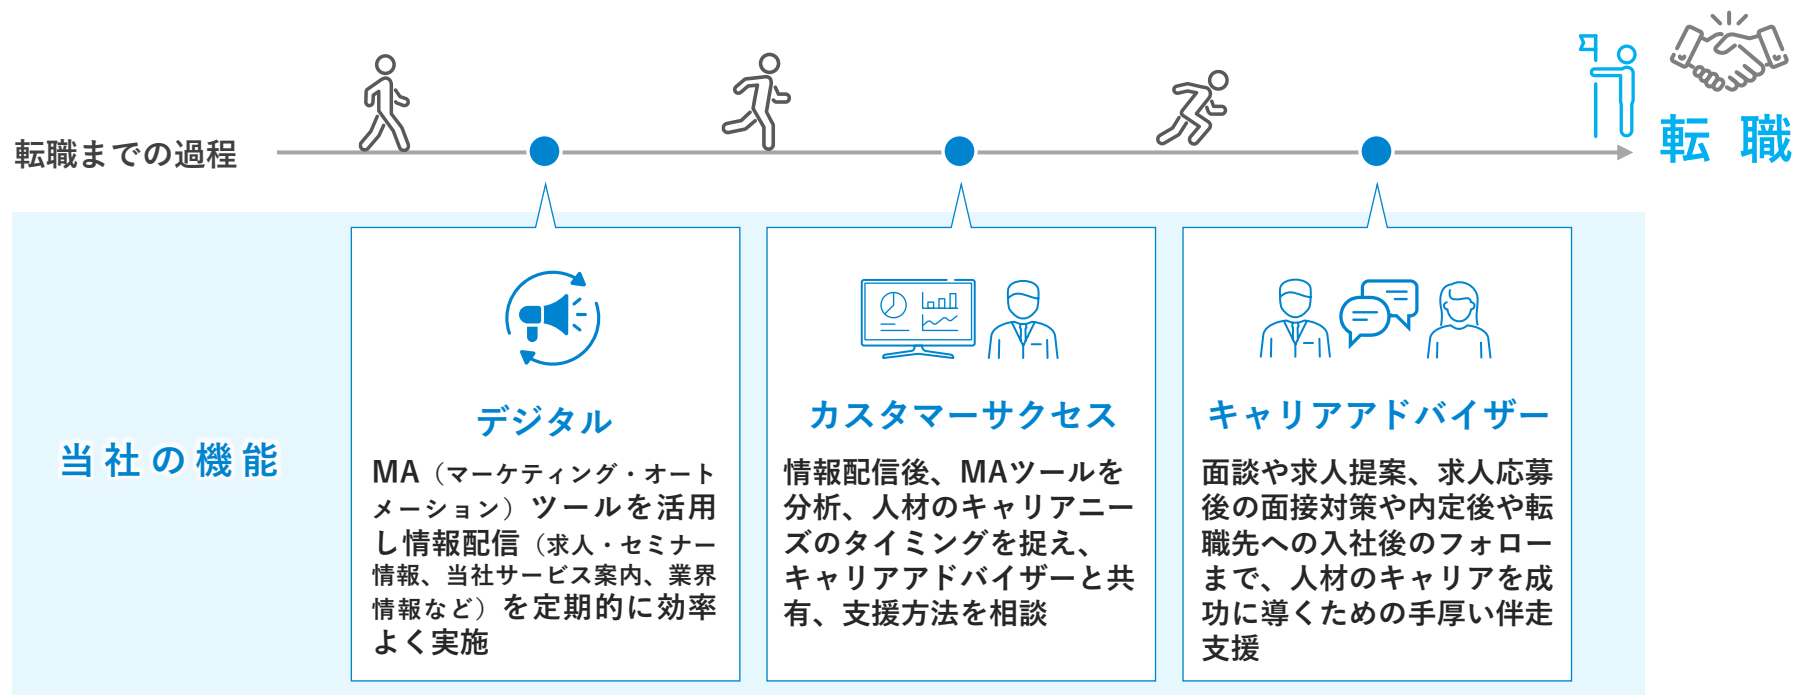 転職までの過程
転職
当社の機能
デジタル
MA（マーケティング・オート
メーション）ツールを活用
し情報配信（求人・セミナー
情報、当社サービス案内、業界
情報など）を定期的に効率
よく実施
カスタマーサクセス
情報配信後、MAツールを
分析、人材のキャリアニー
ズのタイミングを捉え、
キャリアアドバイザーと共
有、支援方法を相談
キャリアアドバイザー
面談や求人提案、求人応募
後の面接対策や内定後や転
職先への入社後のフォロー
まで、人材のキャリアを成
功に導くための手厚い伴走
支援